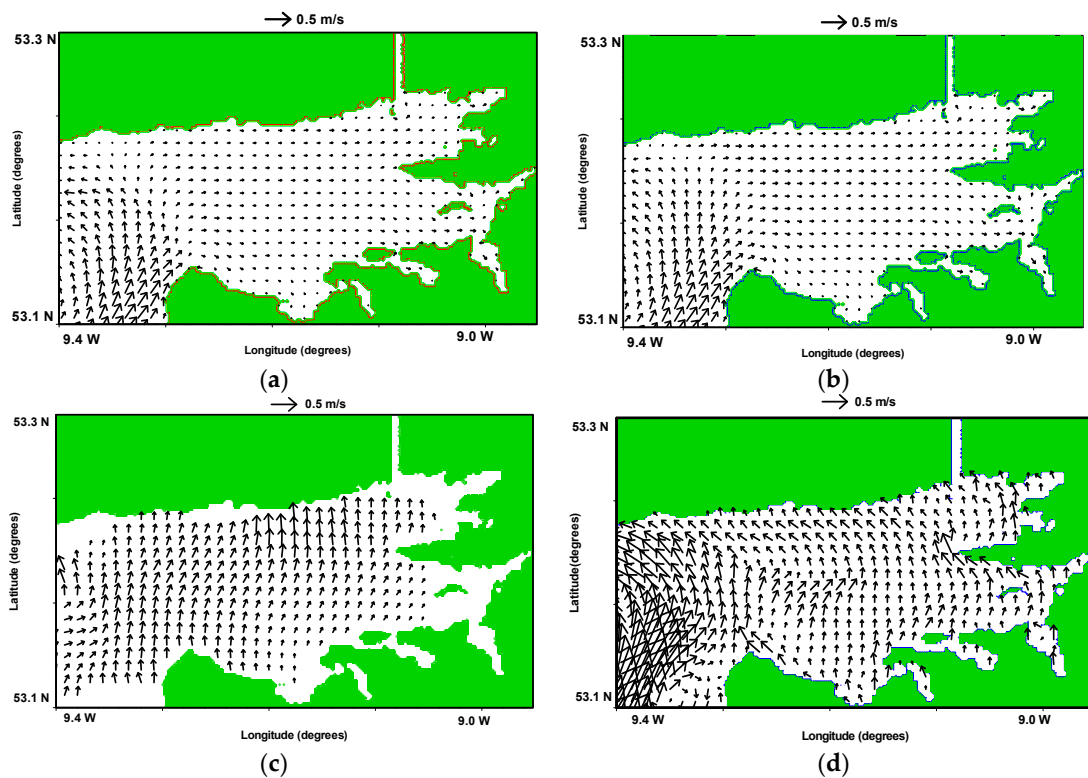 0.5 m/s
53.3 N
Latitude (degrees)
53.1 N
9.4 W
9.0 W
Longitude (degrees)
(a)
0.5 m/s
53.3 N
Latitude (degrees)
53.1 N
9.4 W
9.0 W
Longitude (degrees)
(b)
0.5 m/s
53.3 N
Latitude (degrees)
53.1 N
9.4 W
9.0 W
Longitude (degrees)
(c)
0.5 m/s
53.3 N
Latitude(degrees)
53.1 N
9.4 W
9.0 W
Longitude (degrees)
(d)